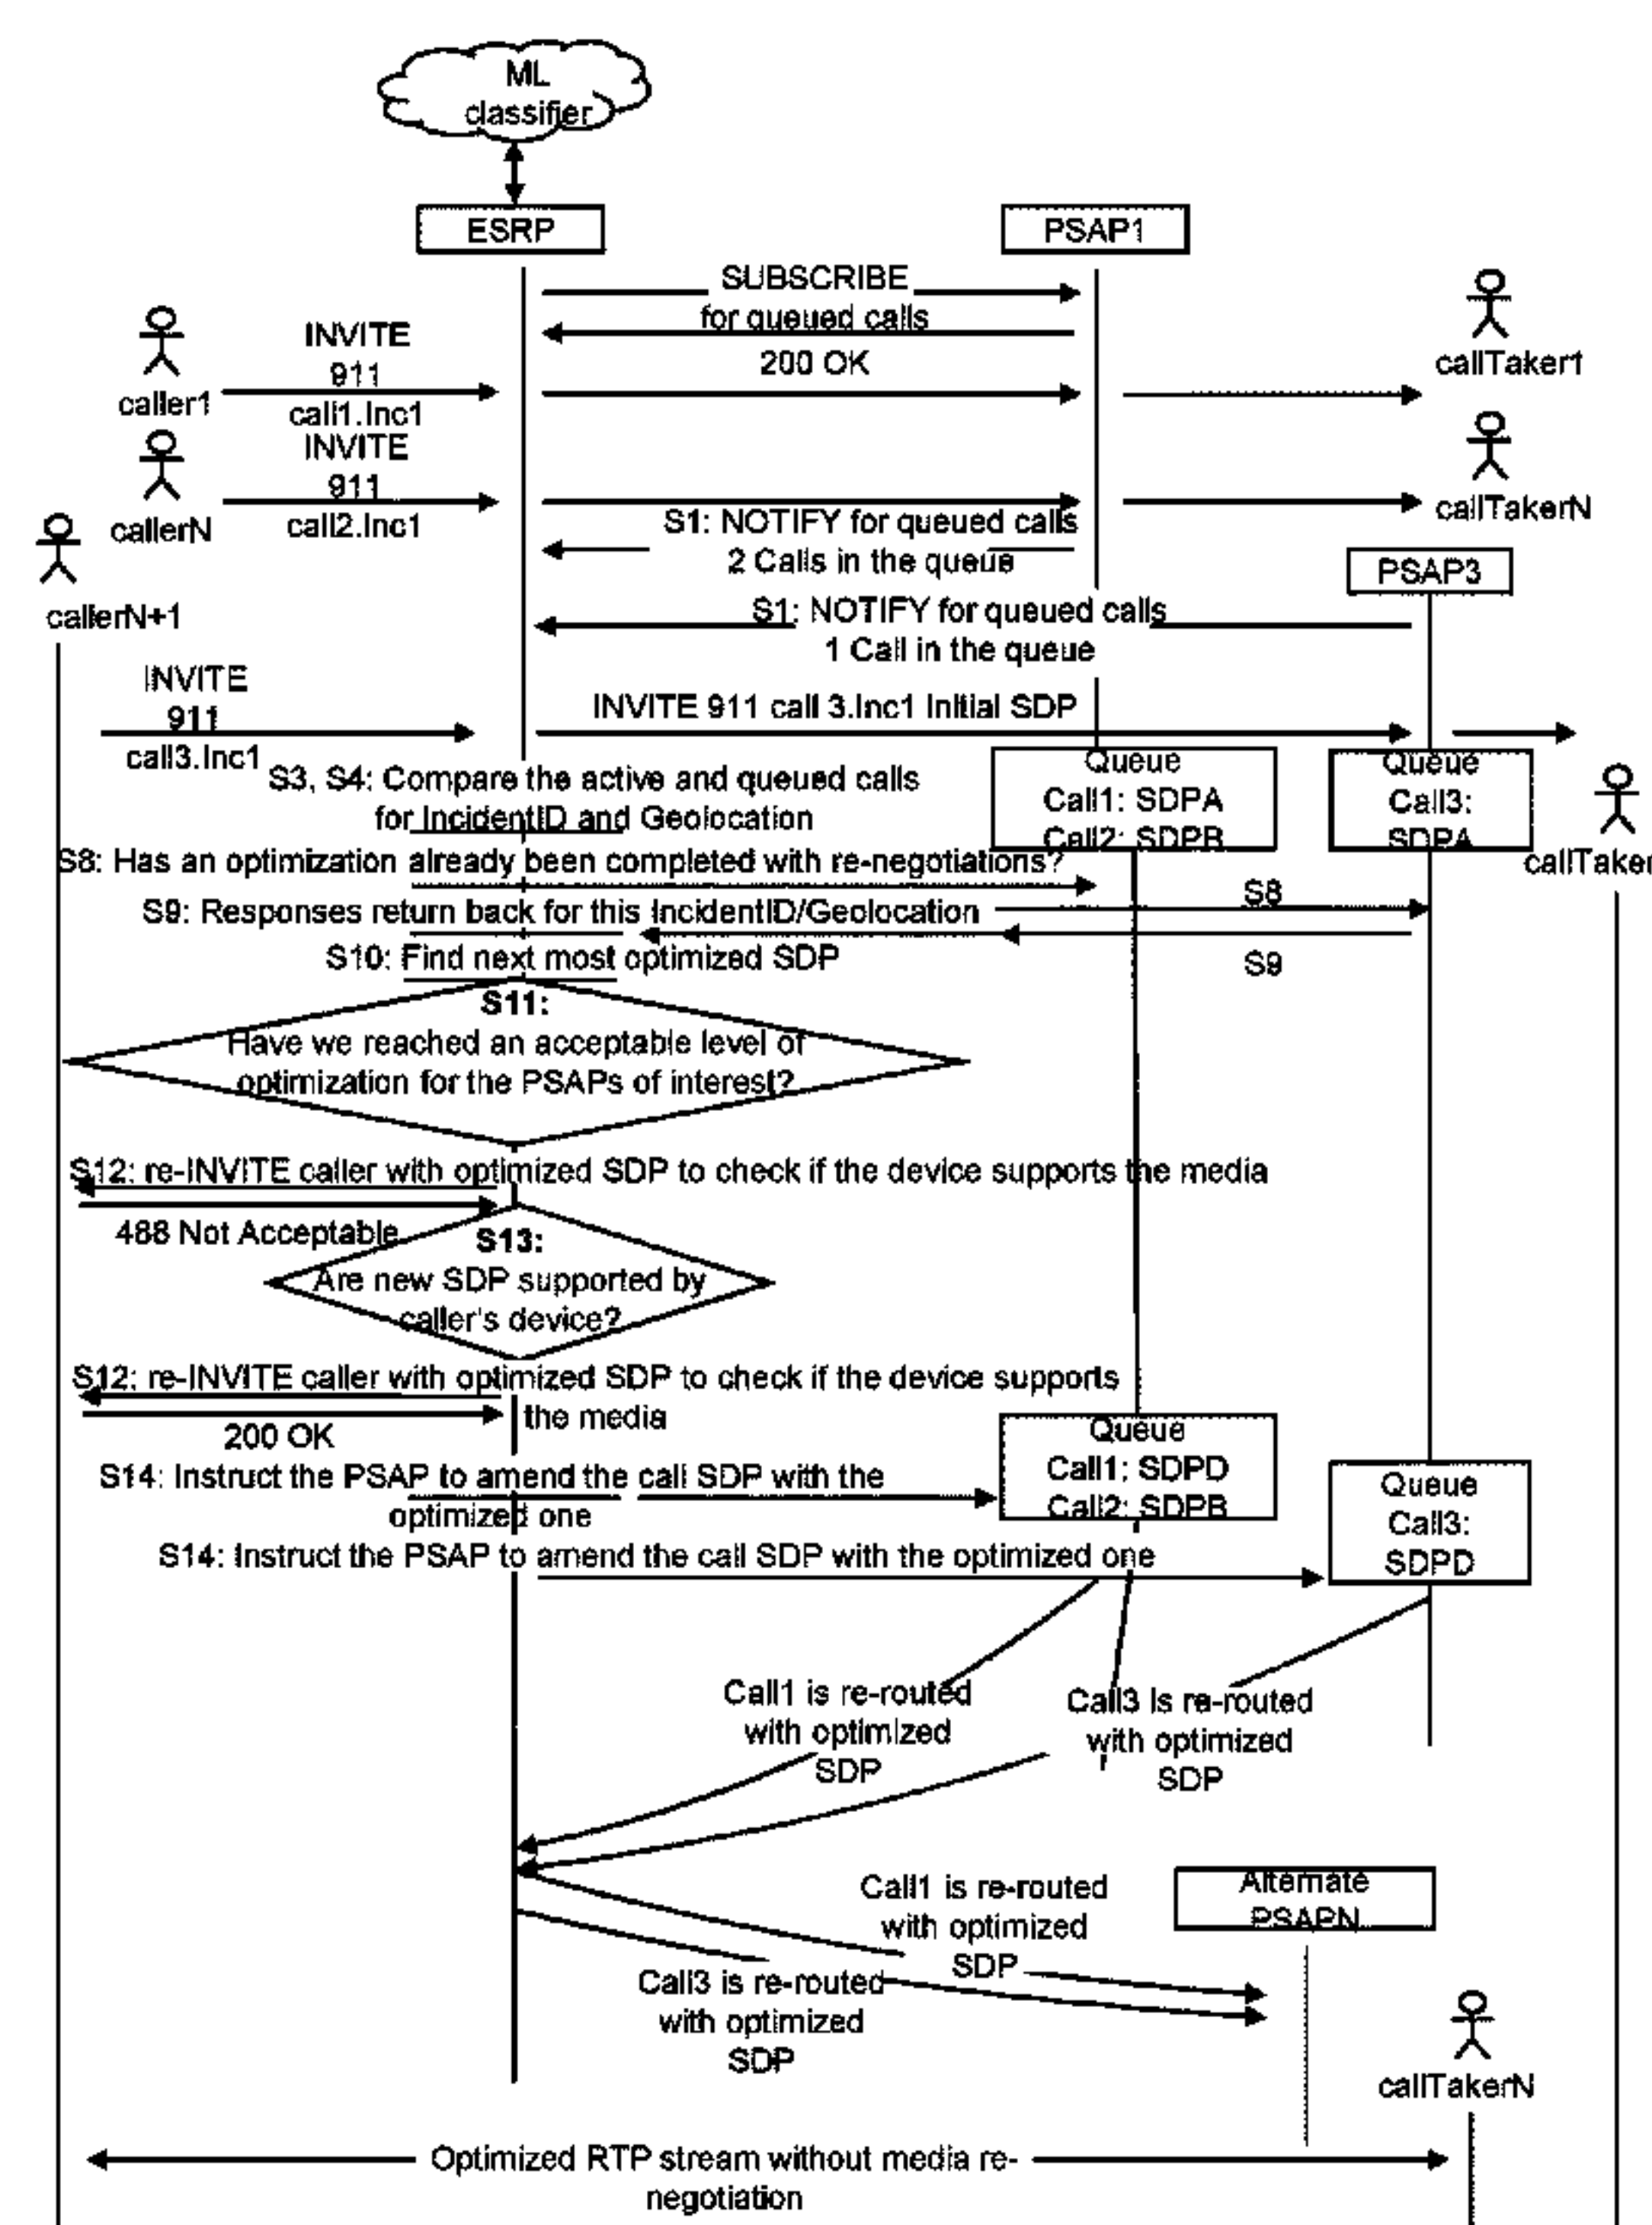 ML
classifier
ESRP
PSAP1
SUBSCRIBE
for queued calls
200 OK
INVITE
911
call1.Inc1
caller1
callTaker1
INVITE
911
call2.Inc1
callerN
callTakerN
S1: NOTIFY for queued calls
2 Calls in the queue
PSAP3
callerN+1
S1: NOTIFY for queued calls
1 Call in the queue
INVITE
911
call3.Inc1
INVITE 911 call 3.Inc1 Initial SDP
Queue
Call1: SDPA
Call2: SDPB
Queue
Call3:
SDPA
callTaker
S3, S4: Compare the active and queued calls
for IncidentID and Geolocation
S8: Has an optimization already been completed with re-negotiations?
S8
S9: Responses return back for this IncidentID/Geolocation
S9
S10: Find next most optimized SDP
S11:
Have we reached an acceptable level of
optimization for the PSAPs of interest?
S12: re-INVITE caller with optimized SDP to check if the device supports the media
488 Not Acceptable
S13:
Are new SDP supported by
caller's device?
S12: re-INVITE caller with optimized SDP to check if the device supports
the media
200 OK
Queue
Call1: SDPD
Call2: SDPB
S14: Instruct the PSAP to amend the call SDP with the
optimized one
Queue
Call3:
SDPD
S14: Instruct the PSAP to amend the call SDP with the optimized one
Call1 is re-routed
with optimized
SDP
Call3 is re-routed
with optimized
SDP
Call1 is re-routed
with optimized
SDP
Alternate
PSAPN
Call3 is re-routed
with optimized
SDP
callTakerN
Optimized RTP stream without media re-
negotiation